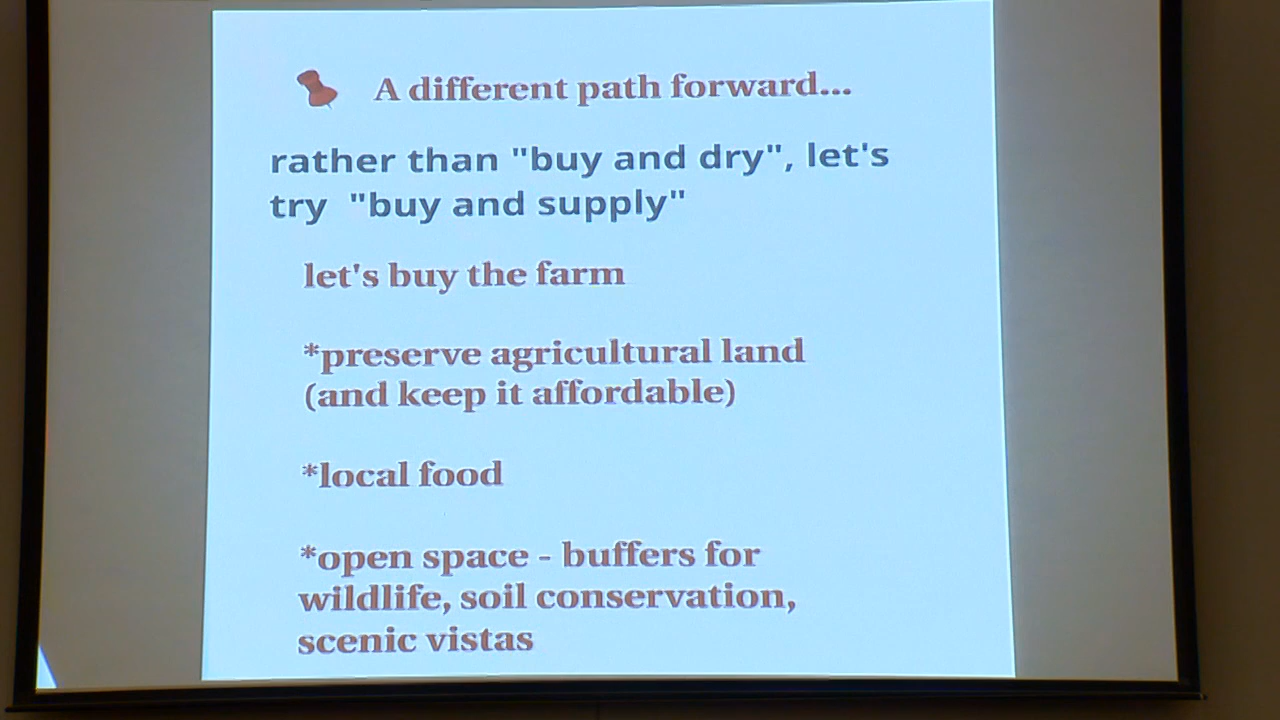 A different path forward...
rather than "buy and dry", let's
try "buy and supply"
let's buy the farm
*preserve agricultural land
(and keep it affordable)
*local food
*open space - buffers for
wildlife, soil conservation,
scenic vistas